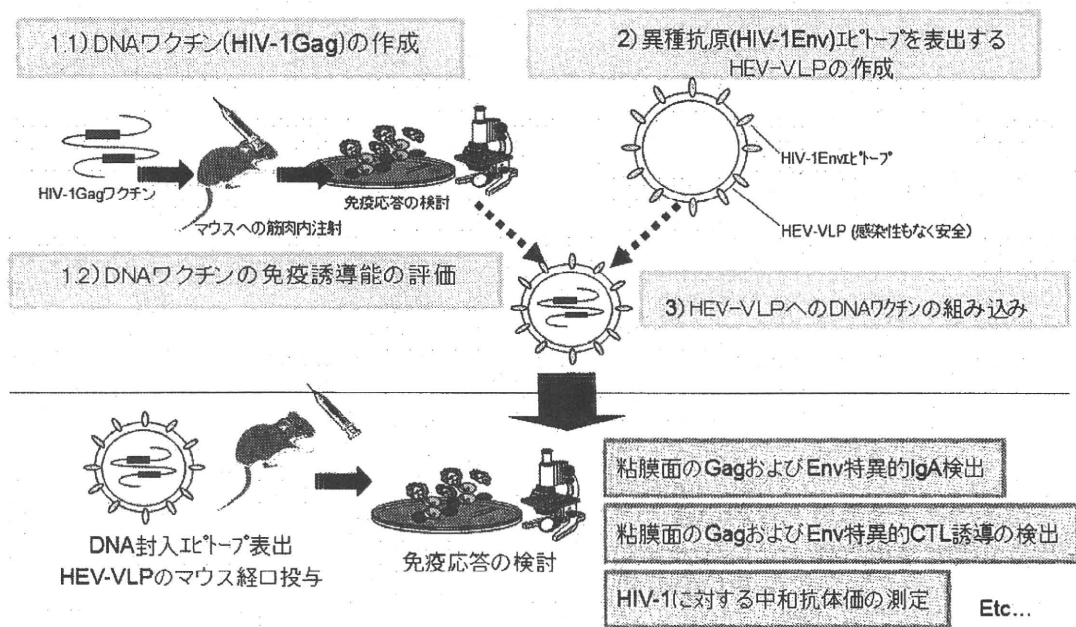 1.1) DNAワクチン(HIV-1Gag)の作成
2) 異種抗原(HIV-1Env)ｴﾋﾟﾄｰﾌﾟを表出する
HEV-VLPの作成
HIV-1Gagワクチン
マウスへの筋肉内注射
免疫応答の検討
HIV-1Envｴﾋﾟﾄｰﾌﾟ
HEV-VLP (感染性もなく安全)
1.2) DNAワクチンの免疫誘導能の評価
3) HEV-VLPへのDNAﾜｸﾁﾝの組み込み
DNA封入ｴﾋﾟﾄｰﾌﾟ表出
HEV-VLPのマウス経口投与
免疫応答の検討
粘膜面のGagおよびEnv特異的IgA検出
粘膜面のGagおよびEnv特異的CTL誘導の検出
HIV-1に対する中和抗体価の測定
Etc...